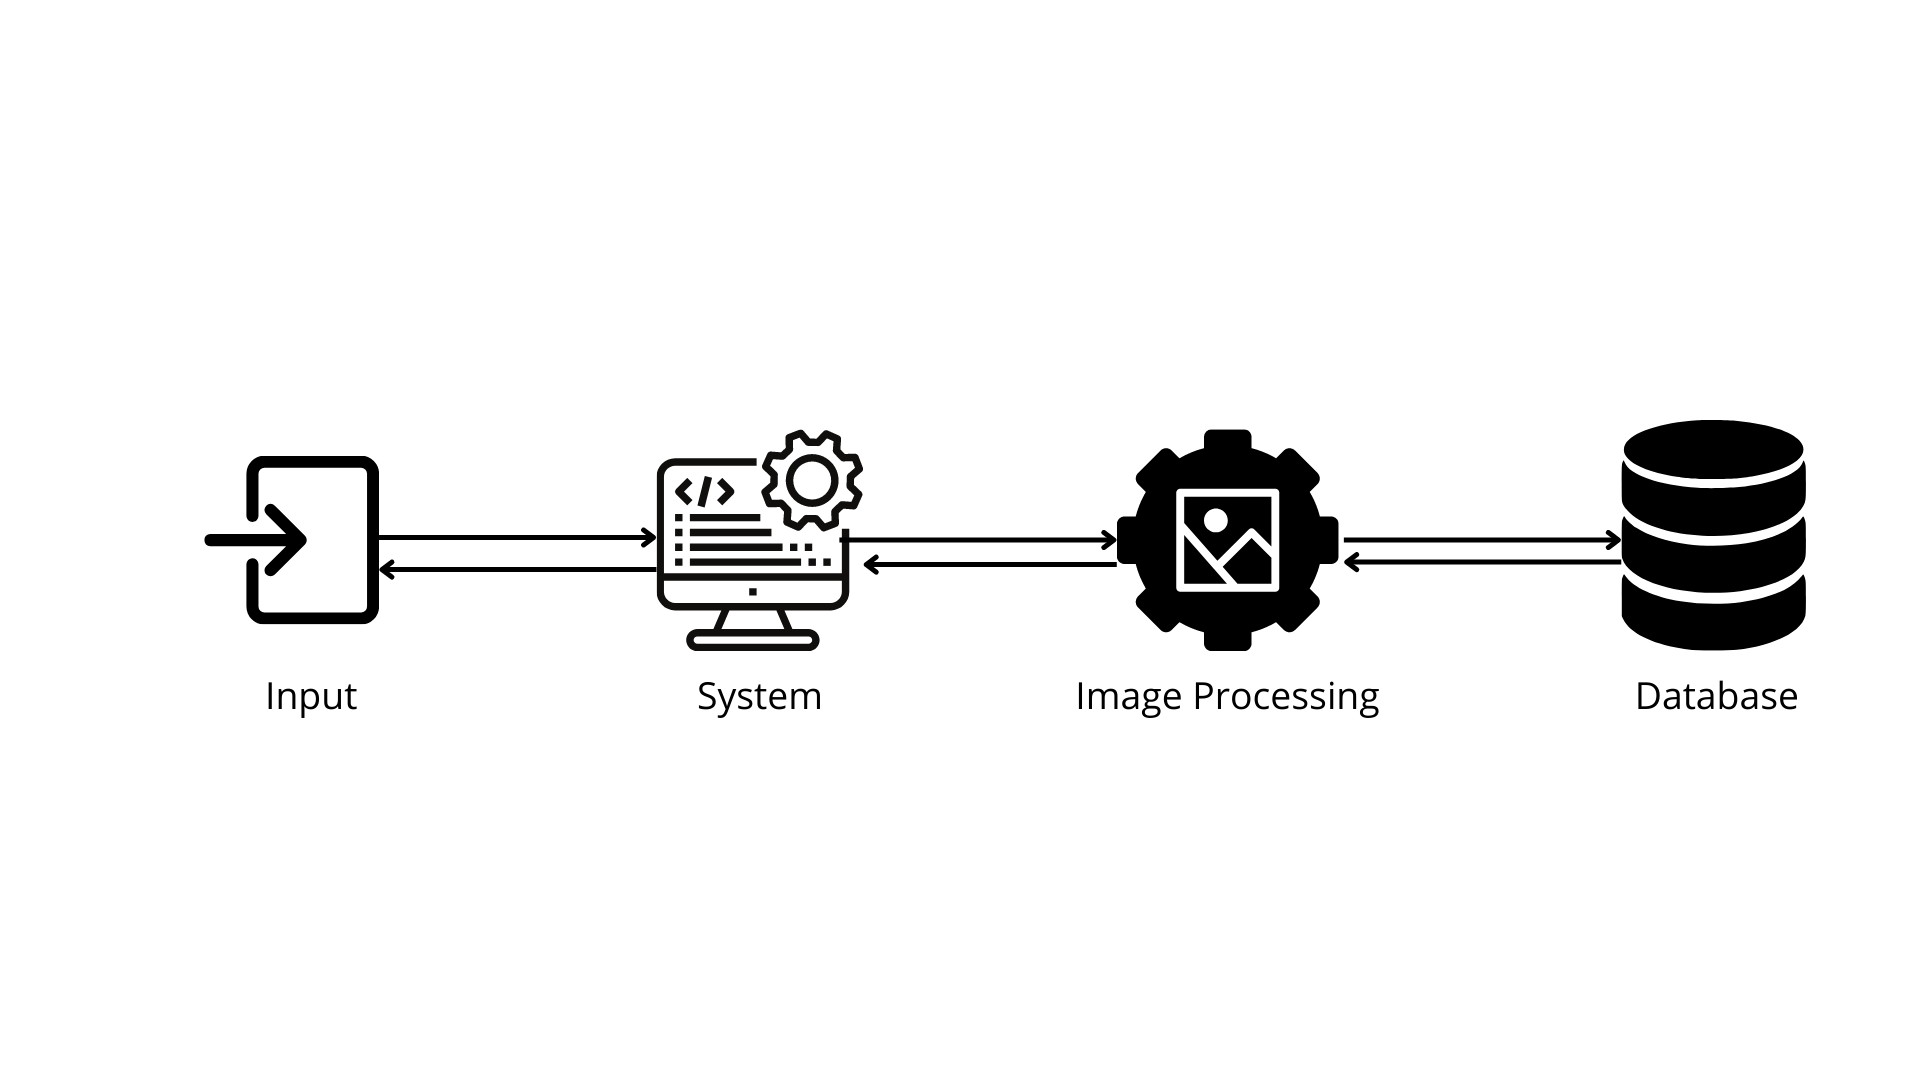 </>
Input
System
Image Processing
Database